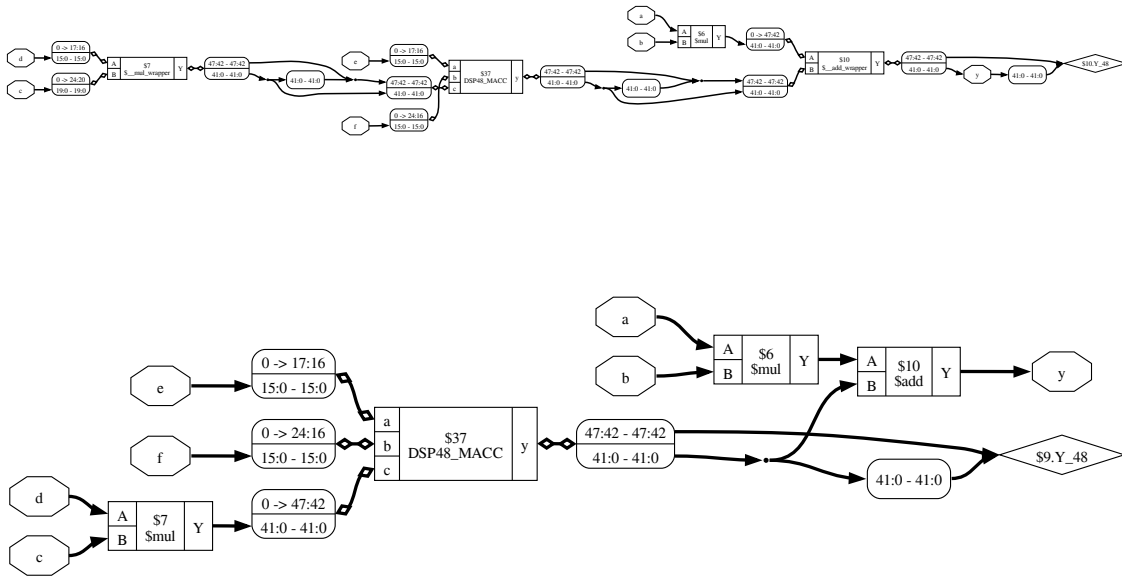 d
c
0 -> 17:16
15:0 - 15:0
0 -> 24:20
19:0 - 19:0
A
B
$7
$__mul_wrapper
Y
47:42 - 47:42
41:0 - 41:0
41:0 - 41:0
e
f
0 -> 17:16
15:0 - 15:0
47:42 - 47:42
41:0 - 41:0
0 -> 24:16
15:0 - 15:0
a
b
c
$37
DSP48_MACC
y
47:42 - 47:42
41:0 - 41:0
41:0 - 41:0
a
b
A
B
$6
$mul
Y
0 -> 47:42
41:0 - 41:0
47:42 - 47:42
41:0 - 41:0
A
B
$10
$__add_wrapper
Y
47:42 - 47:42
41:0 - 41:0
y
41:0 - 41:0
$10.Y_48
d
c
A
B
$7
$mul
Y
e
f
0 -> 17:16
15:0 - 15:0
0 -> 24:16
15:0 - 15:0
0 -> 47:42
41:0 - 41:0
a
b
c
$37
DSP48_MACC
y
47:42 - 47:42
41:0 - 41:0
a
b
A
B
$6
$mul
Y
A
B
$10
$add
Y
y
41:0 - 41:0
$9.Y_48